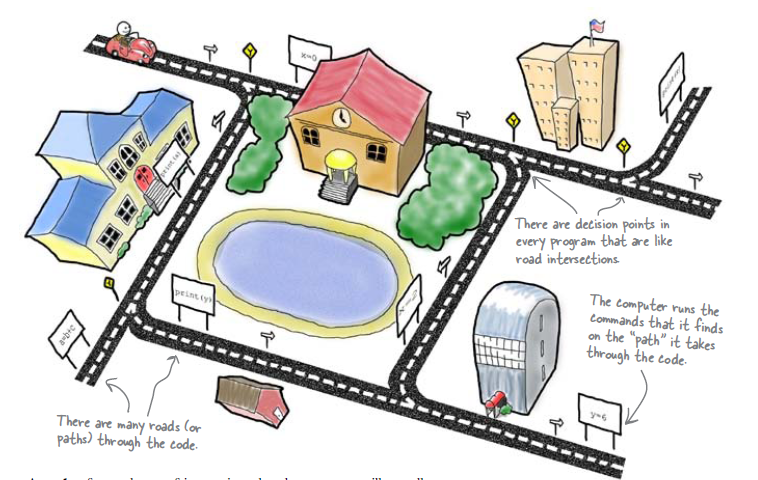 x=0
There are decision points in
every program that are like
road intersections.
print(x)
print(y)
The computer runs the
commands that it finds
on the "path" it takes
through the code.
a=b+c
y=6
There are many roads (or
paths) through the code.